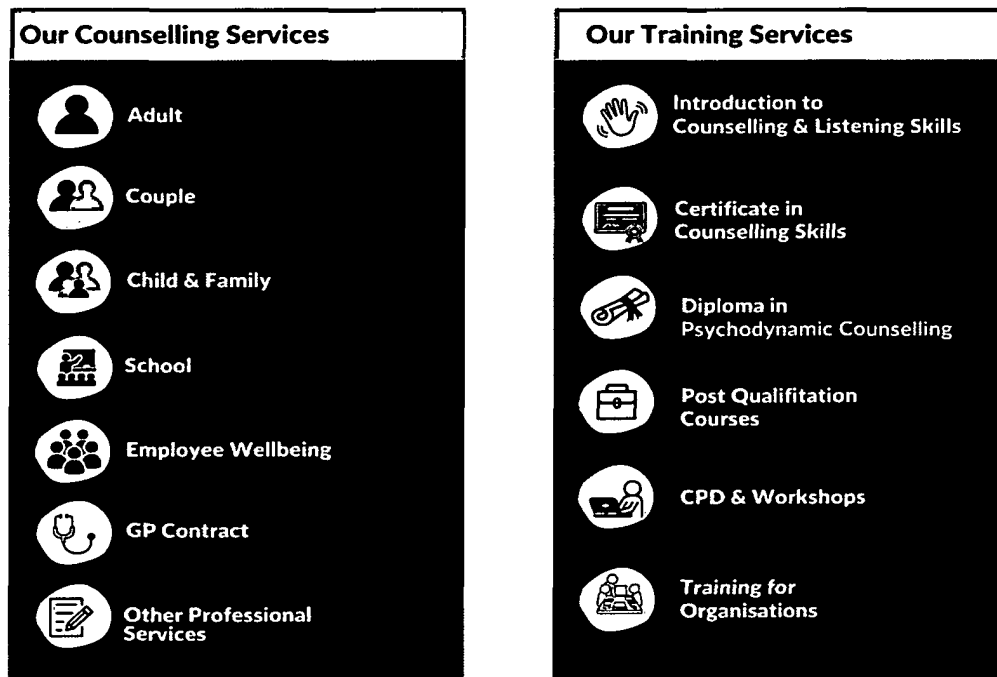 Our Counselling Services
Adult
Couple
Child & Family
School
Employee Wellbeing
GP Contract
Other Professional
Services
Our Training Services
Introduction to
Counselling & Listening Skills
Certificate in
Counselling Skills
Diploma in
Psychodynamic Counselling
Post Qualifitation
Courses
CPD & Workshops
Training for
Organisations